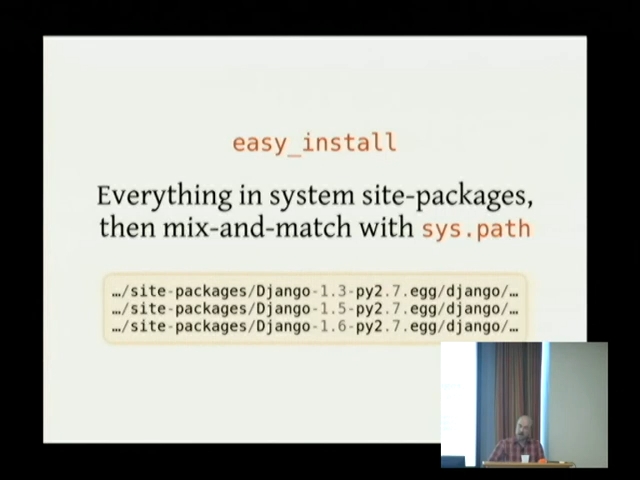 easy_install
Everything in system site-packages,
then mix-and-match with sys.path
…/site-packages/Django-1.3-py2.7.egg/django/…
…/site-packages/Django-1.5-py2.7.egg/django/…
…/site-packages/Django-1.6-py2.7.egg/django/…